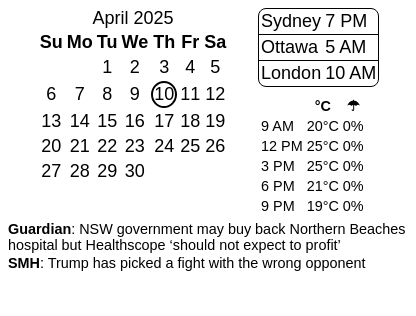 April 2025
Su Mo Tu We Th Fr Sa
1 2 3 4 5
6 7 8 9 10 11 12
13 14 15 16 17 18 19
20 21 22 23 24 25 26
27 28 29 30
Sydney 7 PM
Ottawa 5 AM
London 10 AM
°C ☂
9 AM 20°C 0%
12 PM 25°C 0%
3 PM 25°C 0%
6 PM 21°C 0%
9 PM 19°C 0%
Guardian: NSW government may buy back Northern Beaches
hospital but Healthscope ‘should not expect to profit’
SMH: Trump has picked a fight with the wrong opponent